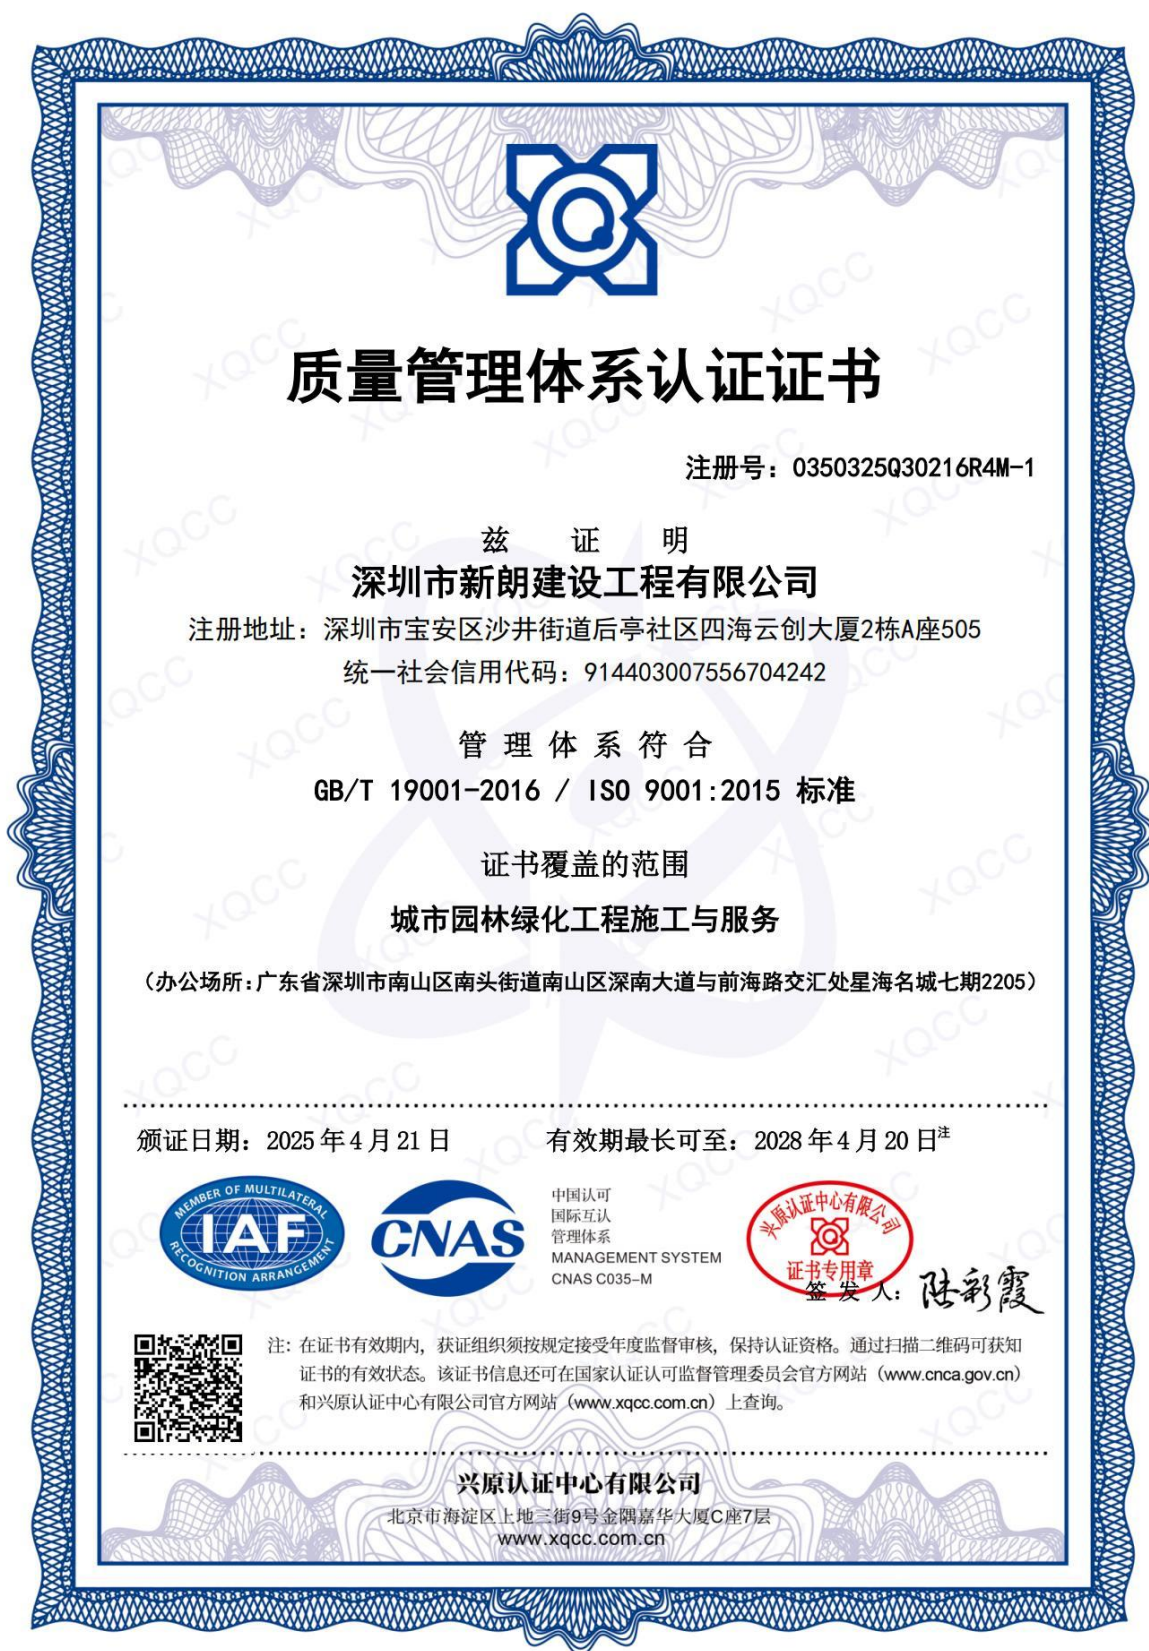 质量管理体系认证证书
注册号：0350325Q30216R4M-1
兹 证 明
深圳市新朗建设工程有限公司
注册地址：深圳市宝安区沙井街道后亭社区四海云创大厦2栋A座505
统一社会信用代码：914403007556704242
管 理 体 系 符 合
GB/T 19001-2016 / ISO 9001:2015 标准
证书覆盖的范围
城市园林绿化工程施工与服务
（办公场所：广东省深圳市南山区南头街道南山区深南大道与前海路交汇处星海名城七期2205）
颁证日期：2025 年 4 月 21 日 有效期最长可至：2028 年 4 月 20 日注
MEMBER OF MULTILATERAL
IAF
RECOGNITION ARRANGEMENT
CNAS
中国认可
国际互认
管理体系
MANAGEMENT SYSTEM
CNAS C035-M
兴原认证中心有限公司
证书专用章
签 发 人：陆彩霞
注：在证书有效期内，获证组织须按规定接受年度监督审核，保持认证资格。通过扫描二维码可获知
证书的有效状态。该证书信息还可在国家认证认可监督管理委员会官方网站（www.cnca.gov.cn）
和兴原认证中心有限公司官方网站（www.xqcc.com.cn）上查询。
兴原认证中心有限公司
北京市海淀区上地三街9号金隅嘉华大厦C座7层
www.xqcc.com.cn